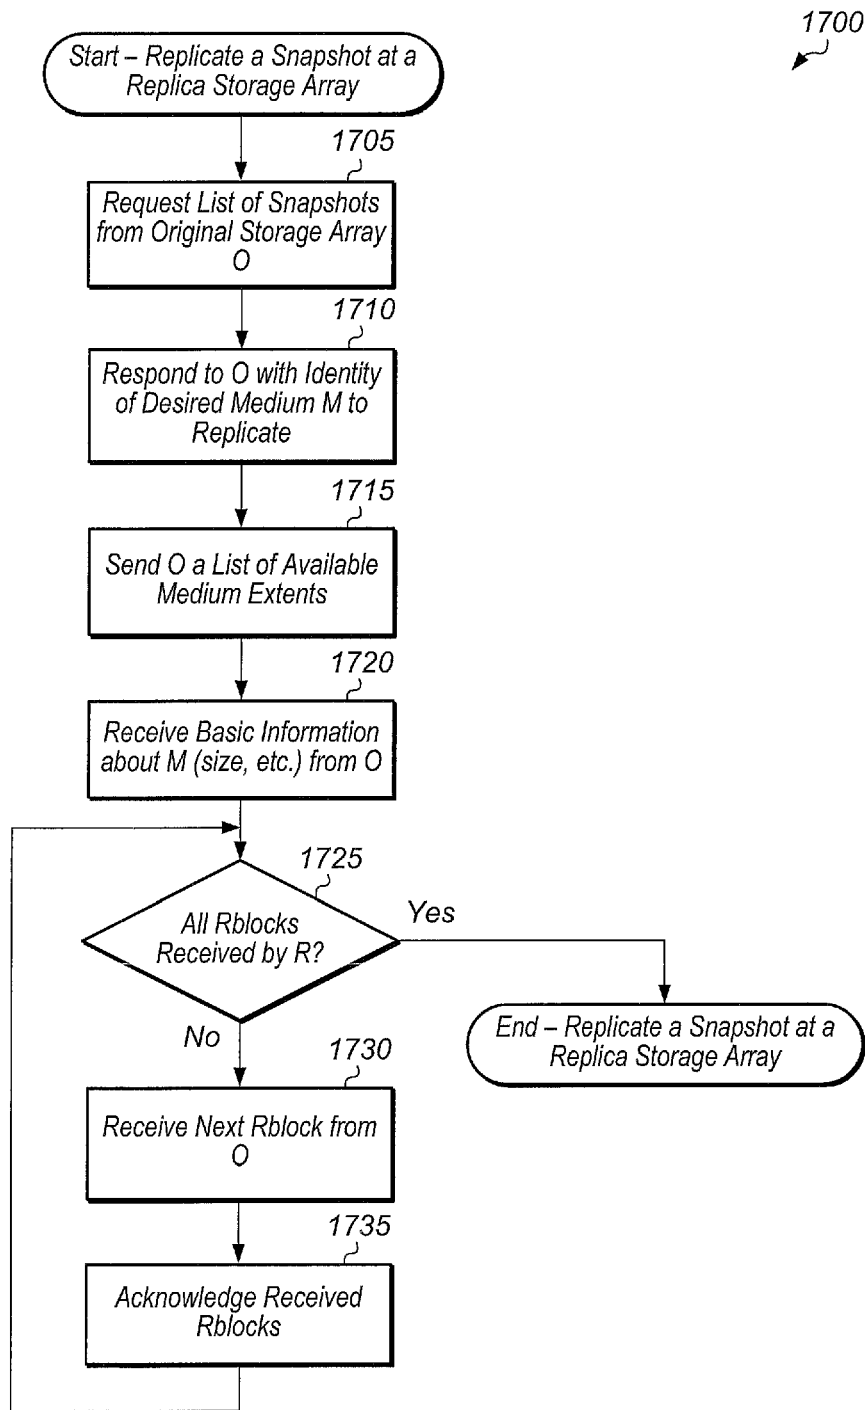 1700
Start – Replicate a Snapshot at a
Replica Storage Array
1705
Request List of Snapshots
from Original Storage Array
O
1710
Respond to O with Identity
of Desired Medium M to
Replicate
1715
Send O a List of Available
Medium Extents
1720
Receive Basic Information
about M (size, etc.) from O
1725
All Rblocks
Received by R?
Yes
No
End – Replicate a Snapshot at a
Replica Storage Array
1730
Receive Next Rblock from
O
1735
Acknowledge Received
Rblocks